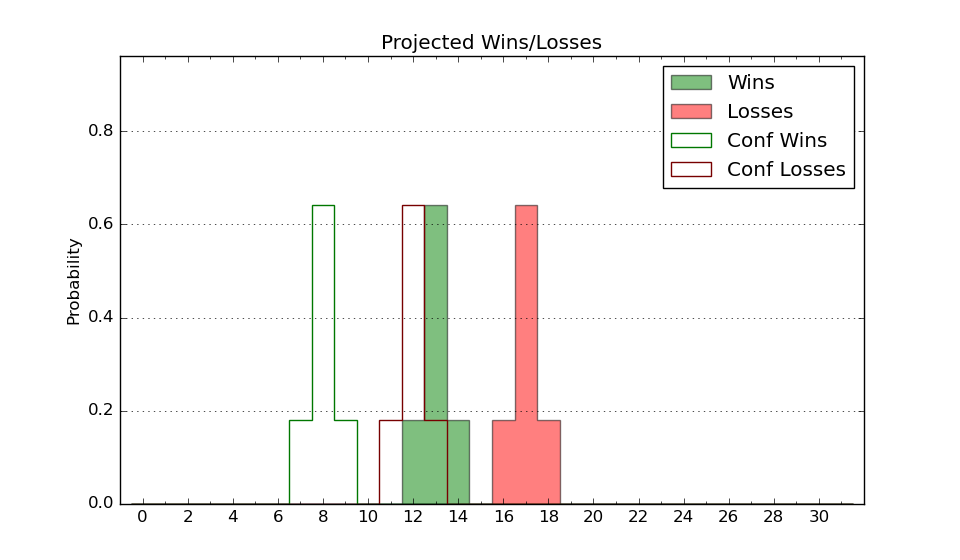 Projected Wins/Losses
Wins
Losses
Conf Wins
Conf Losses
Probability
0.8
0.6
0.4
0.2
0.0
0 2 4 6 8 10 12 14 16 18 20 22 24 26 28 30